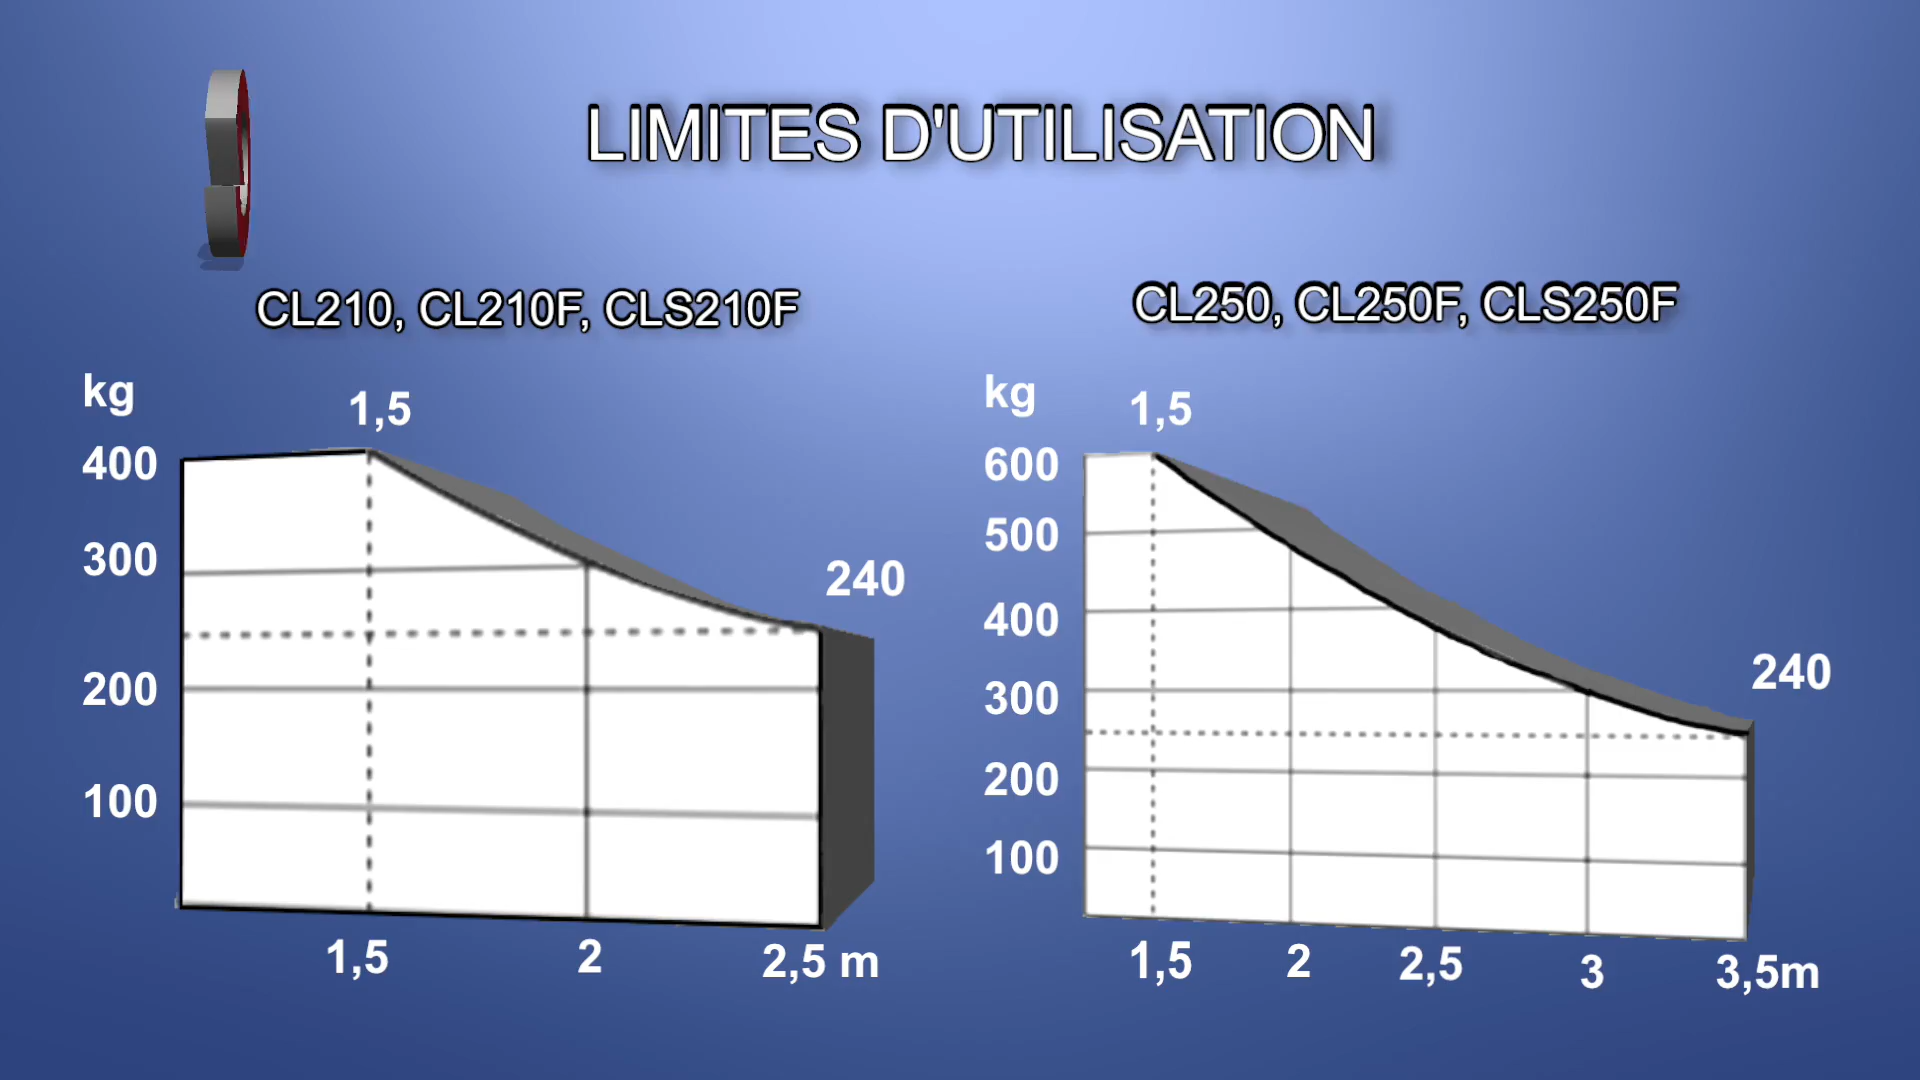 LIMITES D'UTILISATION
CL210, CL210F, CLS210F
kg
1,5
400
300
240
200
100
1,5 2 2,5 m
CL250, CL250F, CLS250F
kg
1,5
600
500
400
300
240
200
100
1,5 2 2,5 3 3,5m